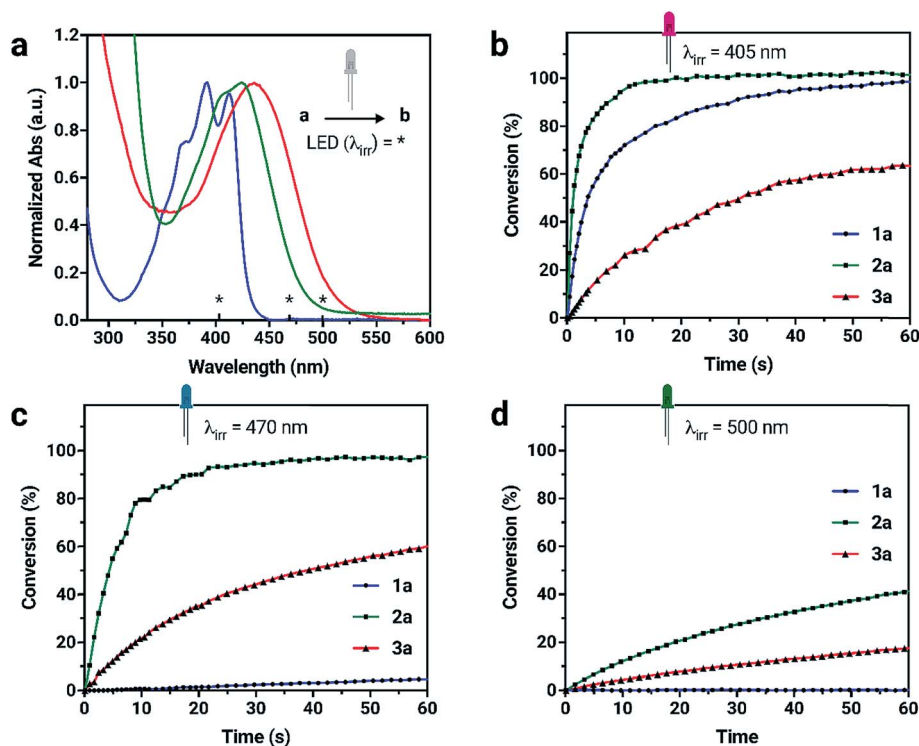 a
1.2
1.0
0.8
0.6
0.4
0.2
0.0
Normalized Abs (a.u.)
300 350 400 450 500 550 600
Wavelength (nm)
a b
LED (λirr) = *
* * *
b
λirr = 405 nm
100
80
60
40
20
0
Conversion (%)
0 10 20 30 40 50 60
Time (s)
1a
2a
3a
c
λirr = 470 nm
100
80
60
40
20
0
Conversion (%)
0 10 20 30 40 50 60
Time (s)
1a
2a
3a
d
λirr = 500 nm
100
80
60
40
20
0
Conversion (%)
0 10 20 30 40 50 60
Time
1a
2a
3a